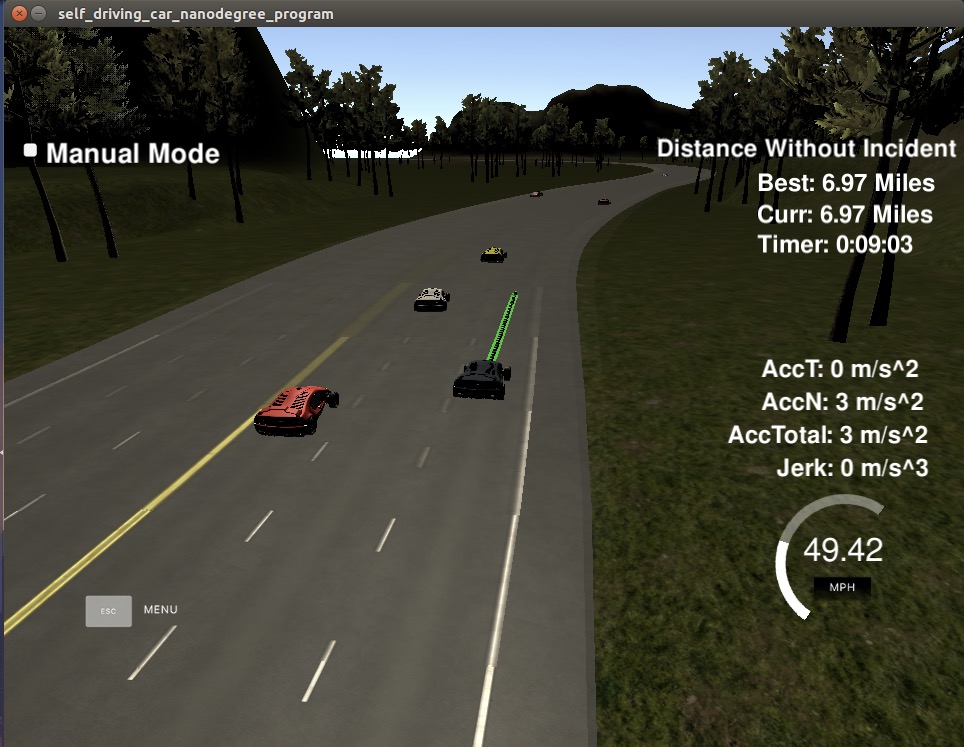 self_driving_car_nanodegree_program
Manual Mode
Distance Without Incident
Best: 6.97 Miles
Curr: 6.97 Miles
Timer: 0:09:03
AccT: 0 m/s^2
AccN: 3 m/s^2
AccTotal: 3 m/s^2
Jerk: 0 m/s^3
49.42
MPH
ESC MENU